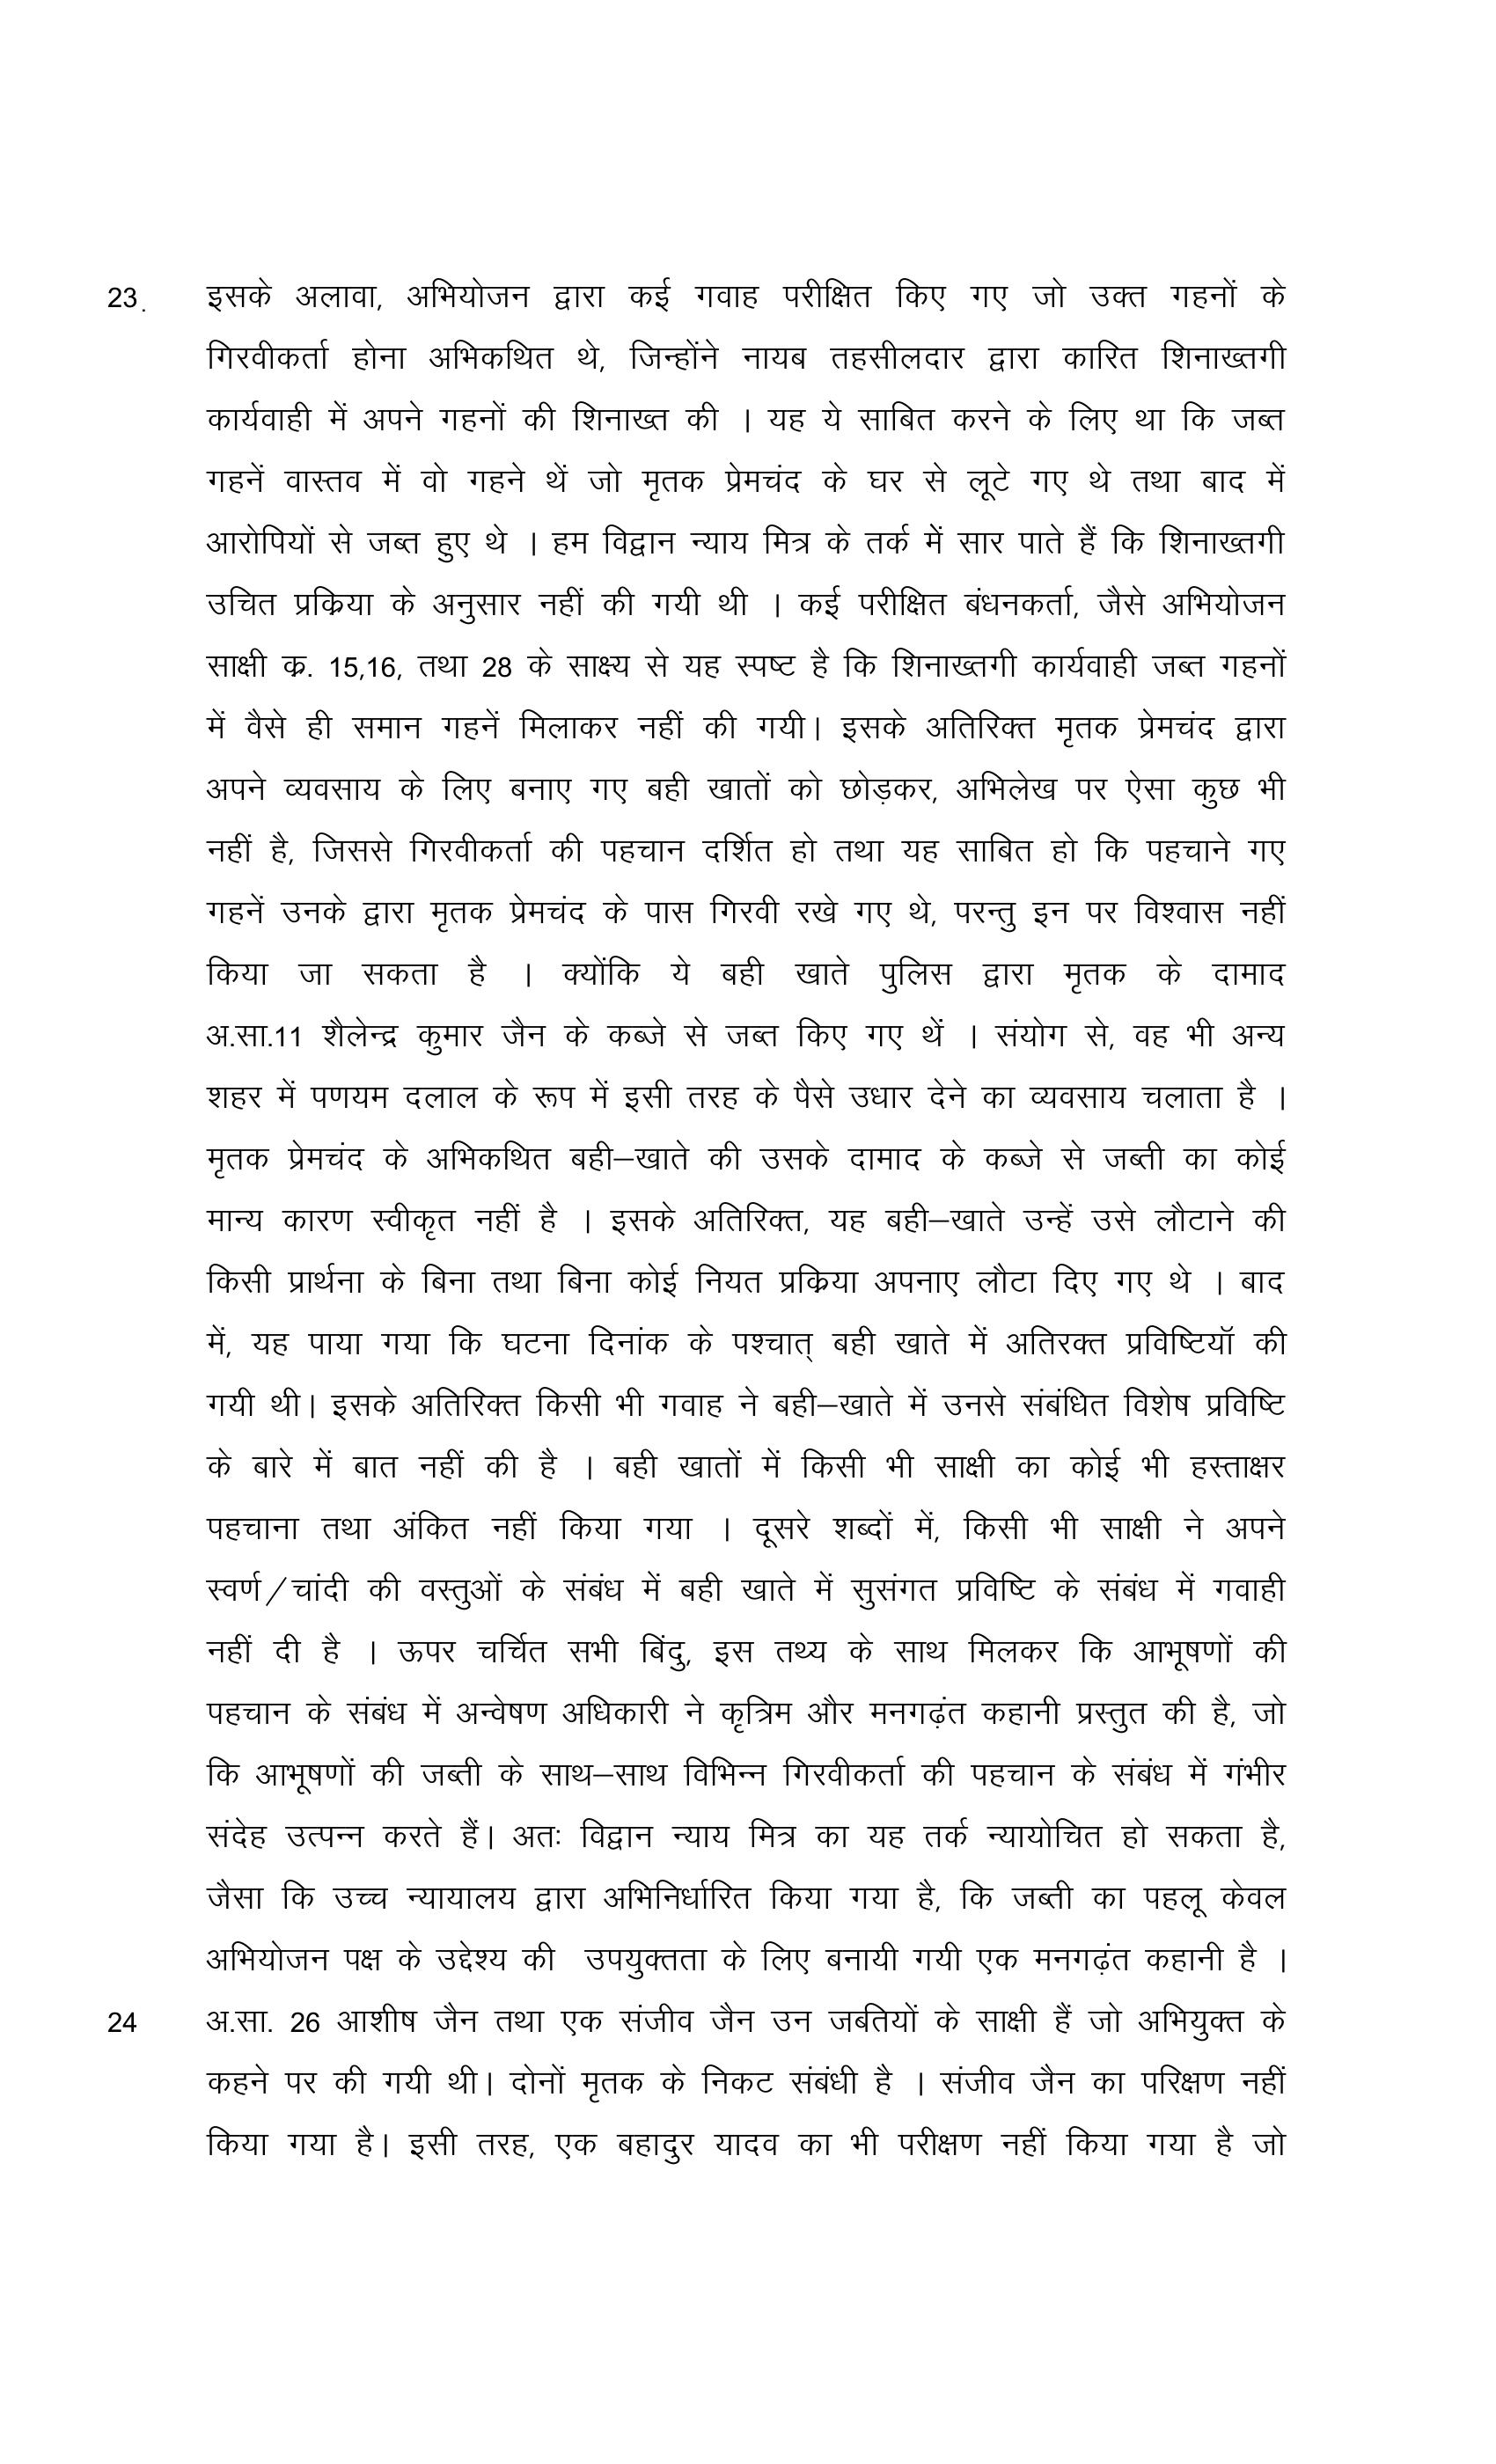 23. इसके अलावा, अभियोजन द्वारा कई गवाह परीक्षित किए गए जो उक्त गहनों के
गिरवीकर्ता होना अभिकथित थे, जिन्होंने नायब तहसीलदार द्वारा कारित शिनाख्तगी
कार्यवाही में अपने गहनों की शिनाख्त की । यह ये साबित करने के लिए था कि जब्त
गहनें वास्तव में वो गहने थें जो मृतक प्रेमचंद के घर से लूटे गए थे तथा बाद में
आरोपियों से जब्त हुए थे । हम विद्वान न्याय मित्र के तर्क में सार पाते हैं कि शिनाख्तगी
उचित प्रक्रिया के अनुसार नहीं की गयी थी । कई परीक्षित बंधनकर्ता, जैसे अभियोजन
साक्षी क्र. 15,16, तथा 28 के साक्ष्य से यह स्पष्ट है कि शिनाख्तगी कार्यवाही जब्त गहनों
में वैसे ही समान गहनें मिलाकर नहीं की गयी। इसके अतिरिक्त मृतक प्रेमचंद द्वारा
अपने व्यवसाय के लिए बनाए गए बही खातों को छोड़कर, अभिलेख पर ऐसा कुछ भी
नहीं है, जिससे गिरवीकर्ता की पहचान दर्शित हो तथा यह साबित हो कि पहचाने गए
गहनें उनके द्वारा मृतक प्रेमचंद के पास गिरवी रखे गए थे, परन्तु इन पर विश्वास नहीं
किया जा सकता है । क्योंकि ये बही खाते पुलिस द्वारा मृतक के दामाद
अ.सा.11 शैलेन्द्र कुमार जैन के कब्जे से जब्त किए गए थें । संयोग से, वह भी अन्य
शहर में पणयम दलाल के रूप में इसी तरह के पैसे उधार देने का व्यवसाय चलाता है ।
मृतक प्रेमचंद के अभिकथित बही–खाते की उसके दामाद के कब्जे से जब्ती का कोई
मान्य कारण स्वीकृत नहीं है । इसके अतिरिक्त, यह बही–खाते उन्हें उसे लौटाने की
किसी प्रार्थना के बिना तथा बिना कोई नियत प्रक्रिया अपनाए लौटा दिए गए थे । बाद
में, यह पाया गया कि घटना दिनांक के पश्चात् बही खाते में अतिरक्त प्रविष्टियॉ की
गयी थी। इसके अतिरिक्त किसी भी गवाह ने बही–खाते में उनसे संबंधित विशेष प्रविष्टि
के बारे में बात नहीं की है । बही खातों में किसी भी साक्षी का कोई भी हस्ताक्षर
पहचाना तथा अंकित नहीं किया गया । दूसरे शब्दों में, किसी भी साक्षी ने अपने
स्वर्ण/चांदी की वस्तुओं के संबंध में बही खाते में सुसंगत प्रविष्टि के संबंध में गवाही
नहीं दी है । ऊपर चर्चित सभी बिंदु, इस तथ्य के साथ मिलकर कि आभूषणों की
पहचान के संबंध में अन्वेषण अधिकारी ने कृत्रिम और मनगढ़ंत कहानी प्रस्तुत की है, जो
कि आभूषणों की जब्ती के साथ–साथ विभिन्न गिरवीकर्ता की पहचान के संबंध में गंभीर
संदेह उत्पन्न करते हैं। अतः विद्वान न्याय मित्र का यह तर्क न्यायोचित हो सकता है,
जैसा कि उच्च न्यायालय द्वारा अभिनिर्धारित किया गया है, कि जब्ती का पहलू केवल
अभियोजन पक्ष के उद्देश्य की उपयुक्तता के लिए बनायी गयी एक मनगढ़ंत कहानी है ।
24 अ.सा. 26 आशीष जैन तथा एक संजीव जैन उन जबतियों के साक्षी हैं जो अभियुक्त के
कहने पर की गयी थी। दोनों मृतक के निकट संबंधी है । संजीव जैन का परिक्षण नहीं
किया गया है। इसी तरह, एक बहादुर यादव का भी परीक्षण नहीं किया गया है जो